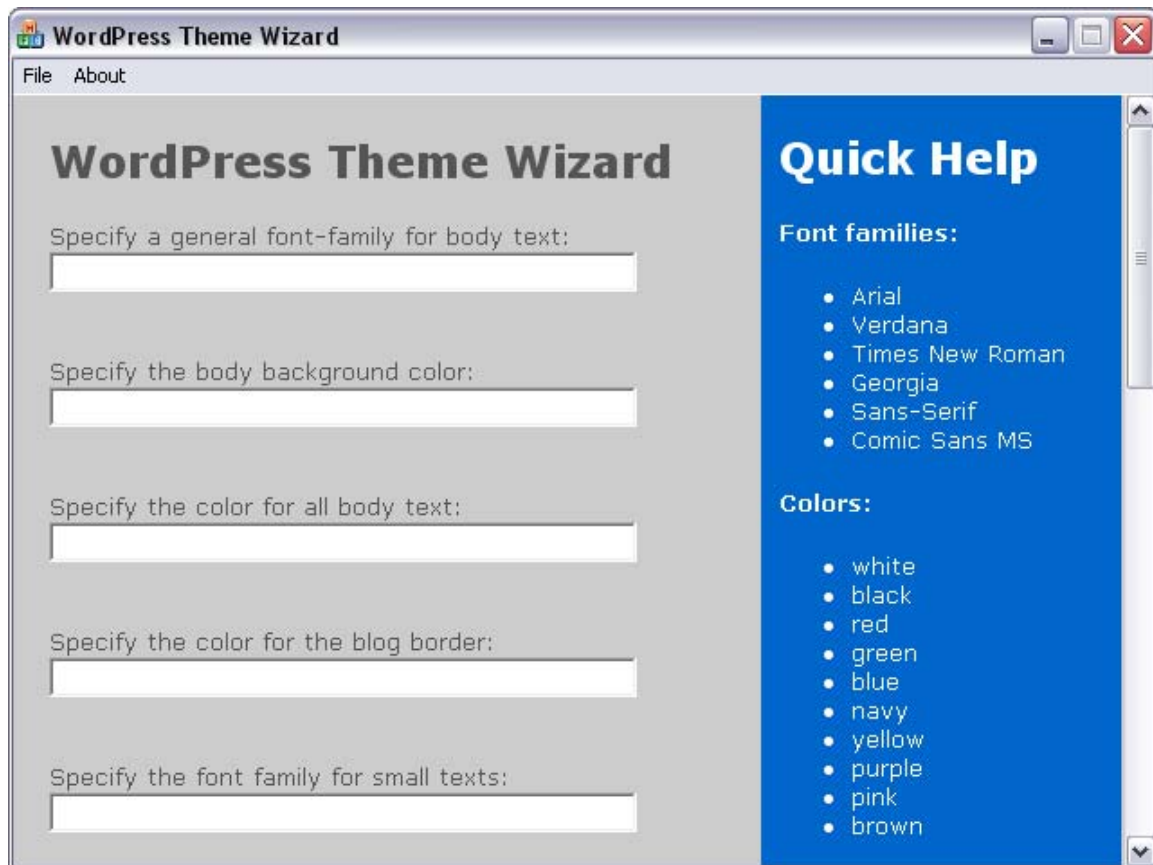 WordPress Theme Wizard
File About
WordPress Theme Wizard
Specify a general font-family for body text:
Specify the body background color:
Specify the color for all body text:
Specify the color for the blog border:
Specify the font family for small texts:
Quick Help
Font families:
Arial
Verdana
Times New Roman
Georgia
Sans-Serif
Comic Sans MS
Colors:
white
black
red
green
blue
navy
yellow
purple
pink
brown